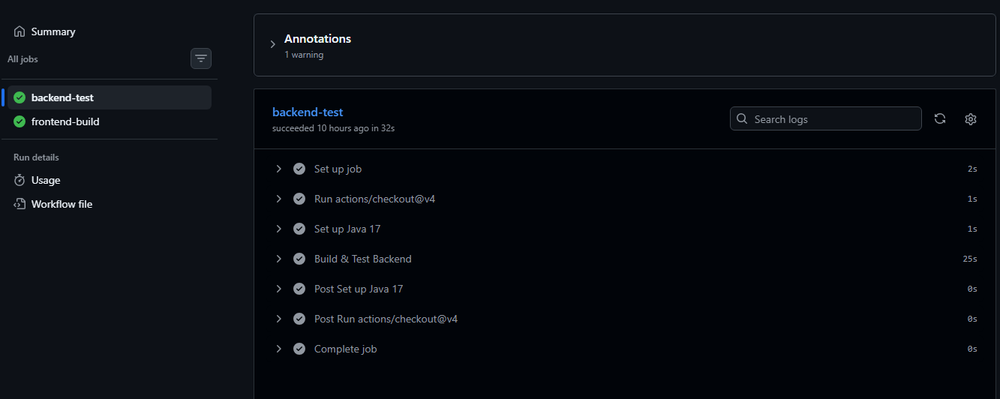 Summary
All jobs
backend-test
frontend-build
Run details
Usage
Workflow file
Annotations
1 warning
backend-test
succeeded 10 hours ago in 32s
Search logs
Set up job 2s
Run actions/checkout@v4 1s
Set up Java 17 1s
Build & Test Backend 25s
Post Set up Java 17 0s
Post Run actions/checkout@v4 0s
Complete job 0s